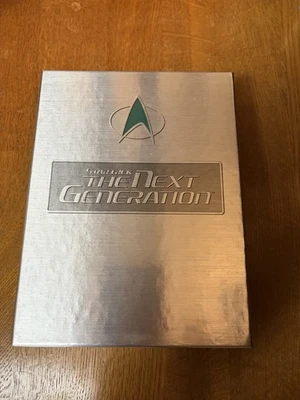 STAR TREK
THE NEXT
GENERATION